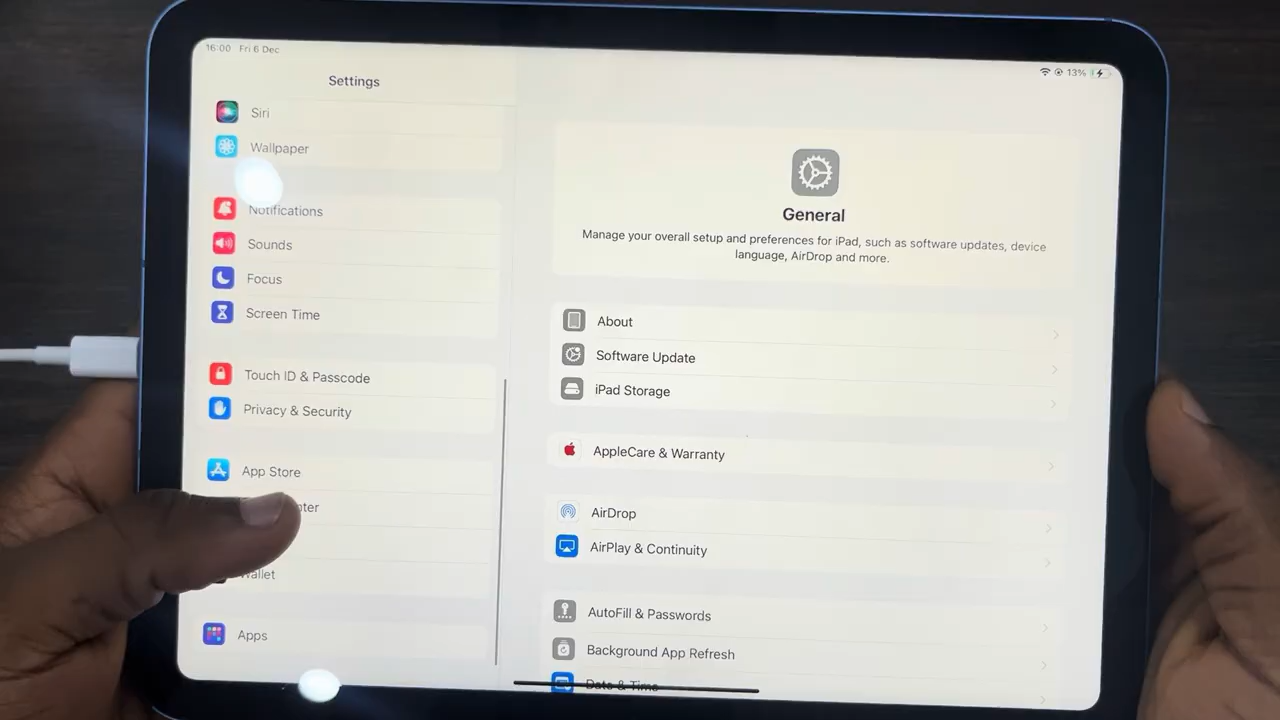 16:00 Fri 6 Dec
13%
Settings
Siri
Wallpaper
Notifications
Sounds
Focus
Screen Time
Touch ID & Passcode
Privacy & Security
App Store
Wallet
Apps
General
Manage your overall setup and preferences for iPad, such as software updates, device
language, AirDrop and more.
About
Software Update
iPad Storage
AppleCare & Warranty
AirDrop
AirPlay & Continuity
AutoFill & Passwords
Background App Refresh
Date & Time